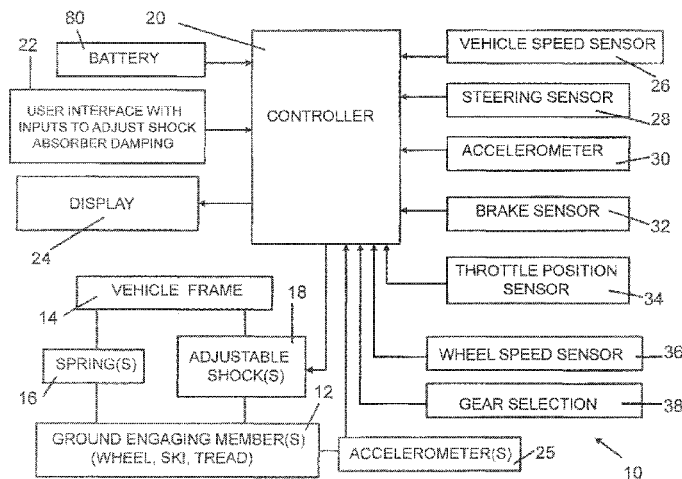 80
20
22
BATTERY
USER INTERFACE WITH
INPUTS TO ADJUST SHOCK
ABSORBER DAMPING
DISPLAY
24
CONTROLLER
VEHICLE SPEED SENSOR
26
STEERING SENSOR
28
ACCELEROMETER
30
BRAKE SENSOR
32
THROTTLE POSITION
SENSOR
34
WHEEL SPEED SENSOR
36
GEAR SELECTION
38
VEHICLE FRAME
14
18
SPRING(S)
16
ADJUSTABLE
SHOCK(S)
12
GROUND ENGAGING MEMBER(S)
(WHEEL, SKI, TREAD)
ACCELEROMETER(S)
25
10